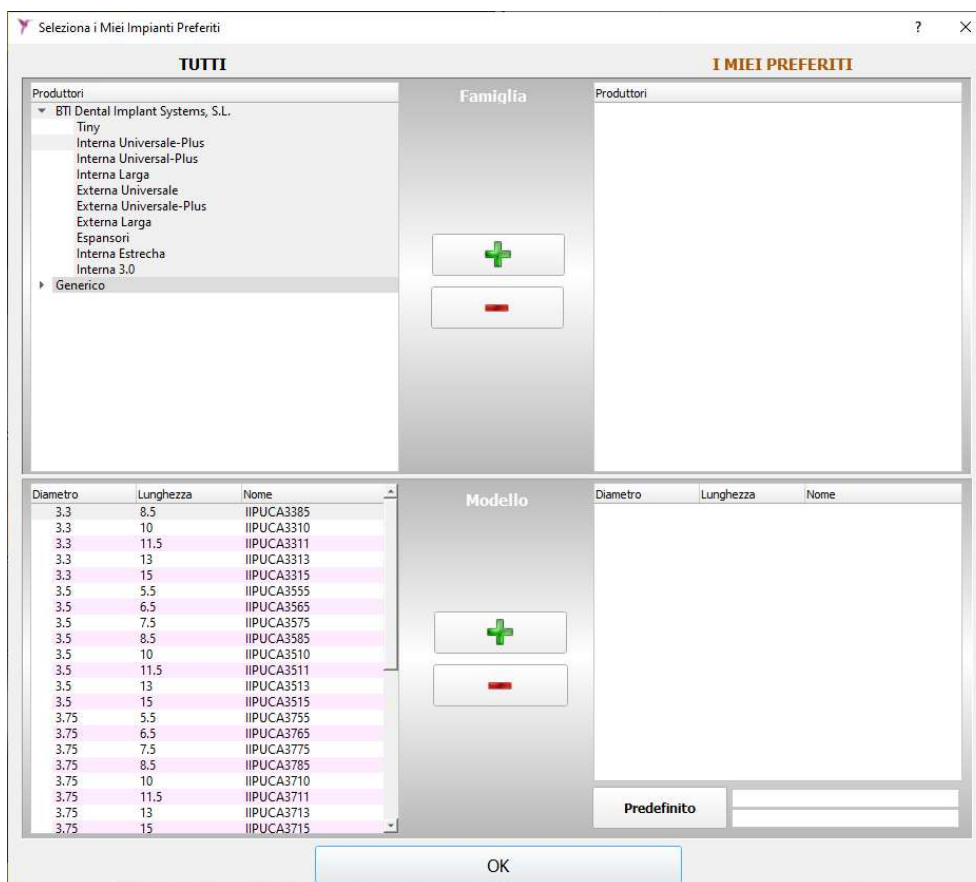 Seleziona i Miei Impianti Preferiti
?
TUTTI
I MIEI PREFERITI
Produttori
BTI Dental Implant Systems, S.L.
Tiny
Interna Universale-Plus
Interna Universal-Plus
Interna Larga
Externa Universale
Externa Universale-Plus
Externa Larga
Espansori
Interna Estrecha
Interna 3.0
Generico
Famiglia
Produttori
Diametro Lunghezza Nome
3.3 8.5 IIPUCA3385
3.3 10 IIPUCA3310
3.3 11.5 IIPUCA3311
3.3 13 IIPUCA3313
3.3 15 IIPUCA3315
3.5 5.5 IIPUCA3555
3.5 6.5 IIPUCA3565
3.5 7.5 IIPUCA3575
3.5 8.5 IIPUCA3585
3.5 10 IIPUCA3510
3.5 11.5 IIPUCA3511
3.5 13 IIPUCA3513
3.5 15 IIPUCA3515
3.75 5.5 IIPUCA3755
3.75 6.5 IIPUCA3765
3.75 7.5 IIPUCA3775
3.75 8.5 IIPUCA3785
3.75 10 IIPUCA3710
3.75 11.5 IIPUCA3711
3.75 13 IIPUCA3713
3.75 15 IIPUCA3715
Modello
Diametro Lunghezza Nome
Predefinito
OK